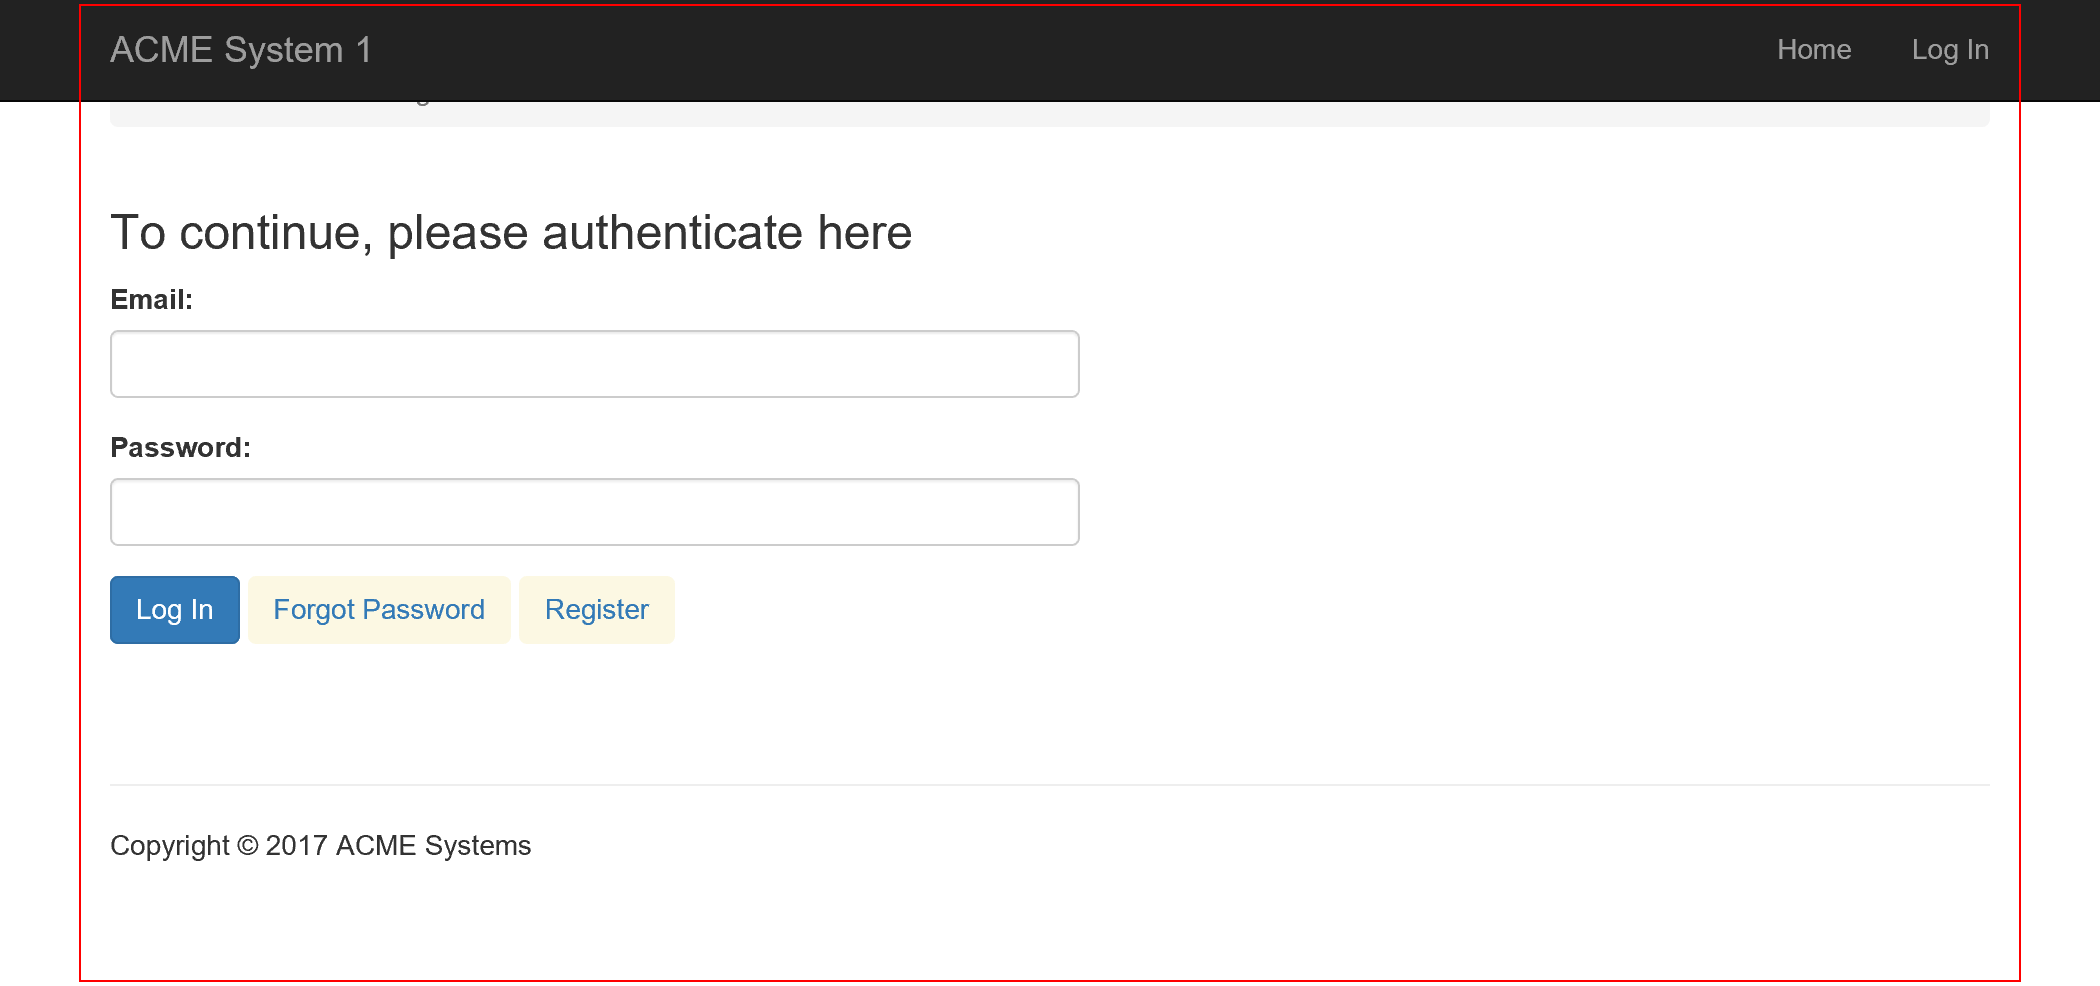 ACME System 1
Home
Log In
To continue, please authenticate here
Email:
Password:
Log In
Forgot Password
Register
Copyright © 2017 ACME Systems